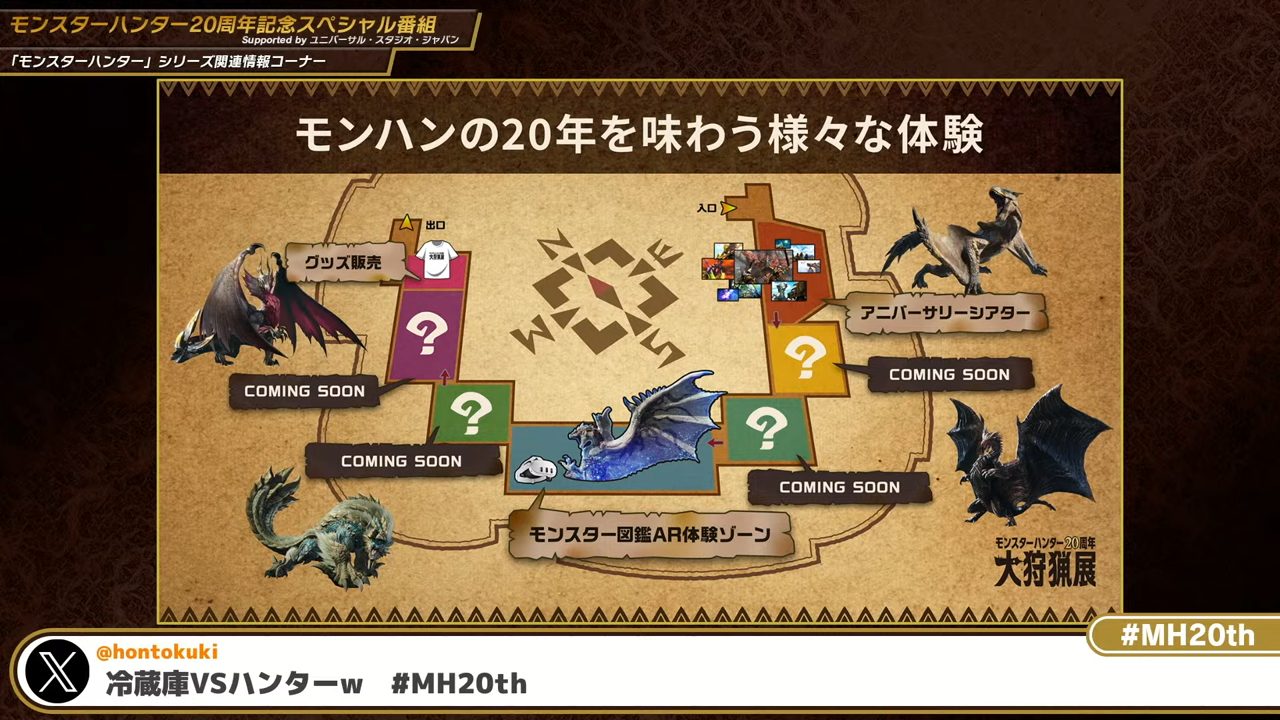 モンスターハンター20周年記念スペシャル番組
Supported by ユニバーサル・スタジオ・ジャパン
「モンスターハンター」シリーズ関連情報コーナー
モンハンの20年を味わう様々な体験
入口
出口
グッズ販売
大狩猟展
アニバーサリーシアター
?
?
COMING SOON
COMING SOON
?
?
COMING SOON
COMING SOON
N
E
W
S
モンスター図鑑AR体験ゾーン
モンスターハンター20周年
大狩猟展
#MH20th
@hontokuki
冷蔵庫VSハンターw #MH20th